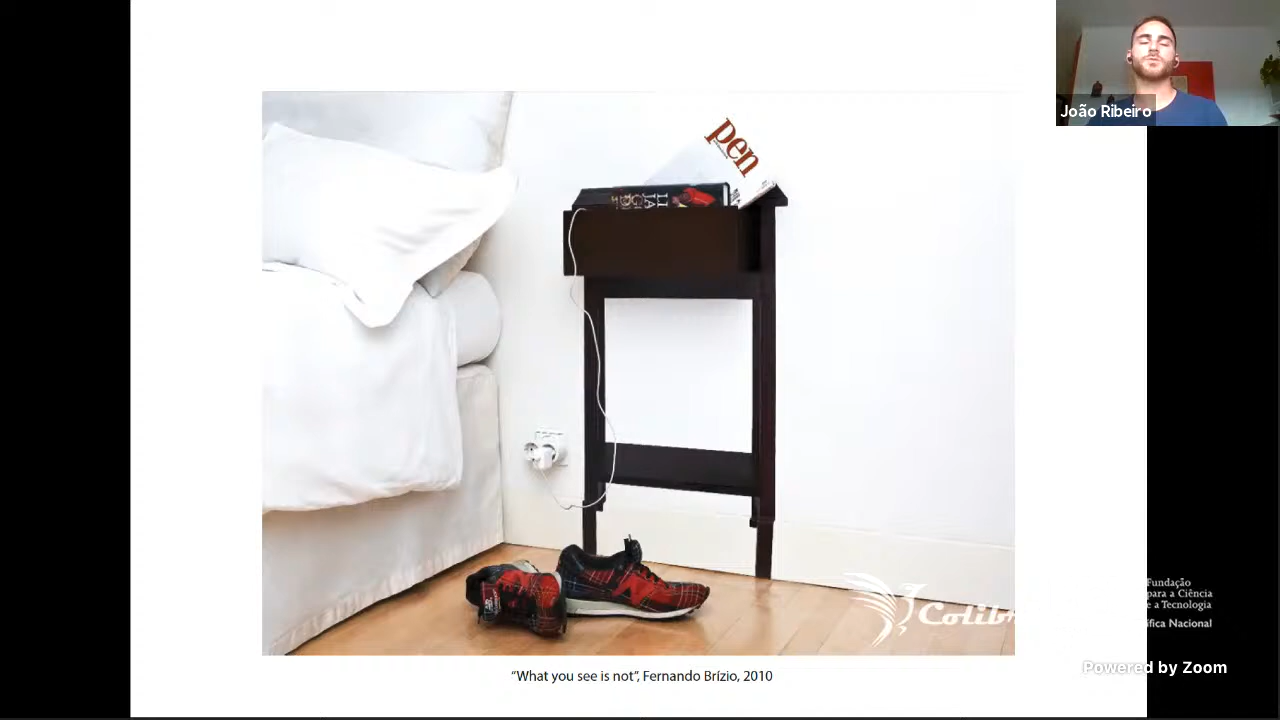 João Ribeiro
pen
“What you see is not”, Fernando Brízio, 2010
Fundação
para a Ciência
e a Tecnologia
ífica Nacional
Powered by Zoom